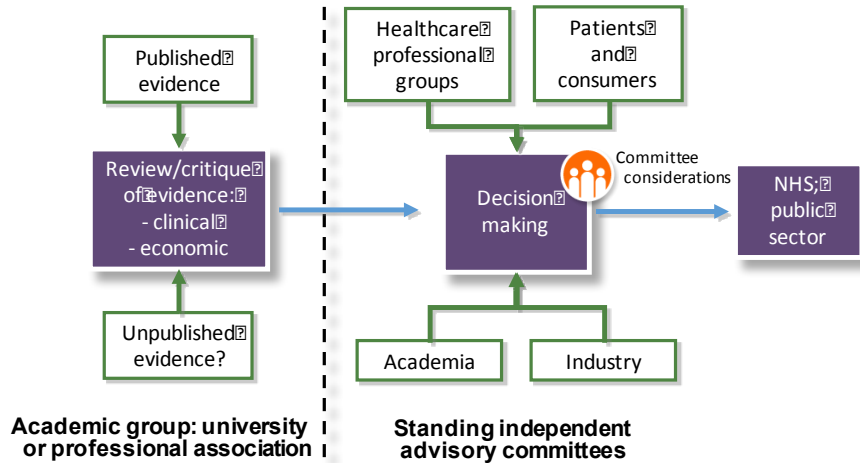 Published
evidence
Review/critique
of evidence:
- clinical
- economic
Unpublished
evidence?
Academic group: university
or professional association
Healthcare
professional
groups
Patients
and
consumers
Decision
making
Committee
considerations
NHS;
public
sector
Academia
Industry
Standing independent
advisory committees